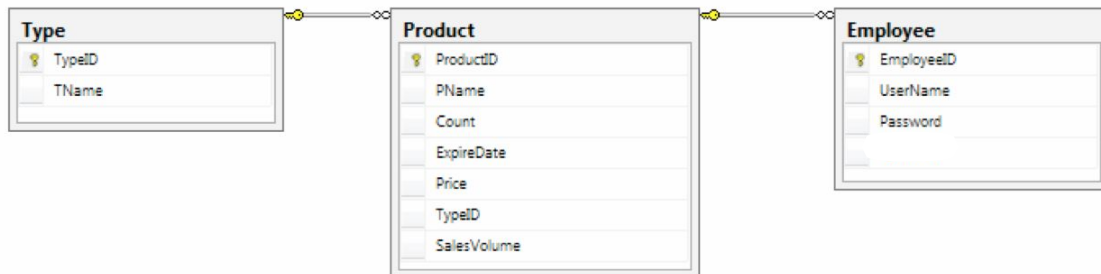 Type
TypeID
TName
Product
ProductID
PName
Count
ExpireDate
Price
TypeID
SalesVolume
Employee
EmployeeID
UserName
Password